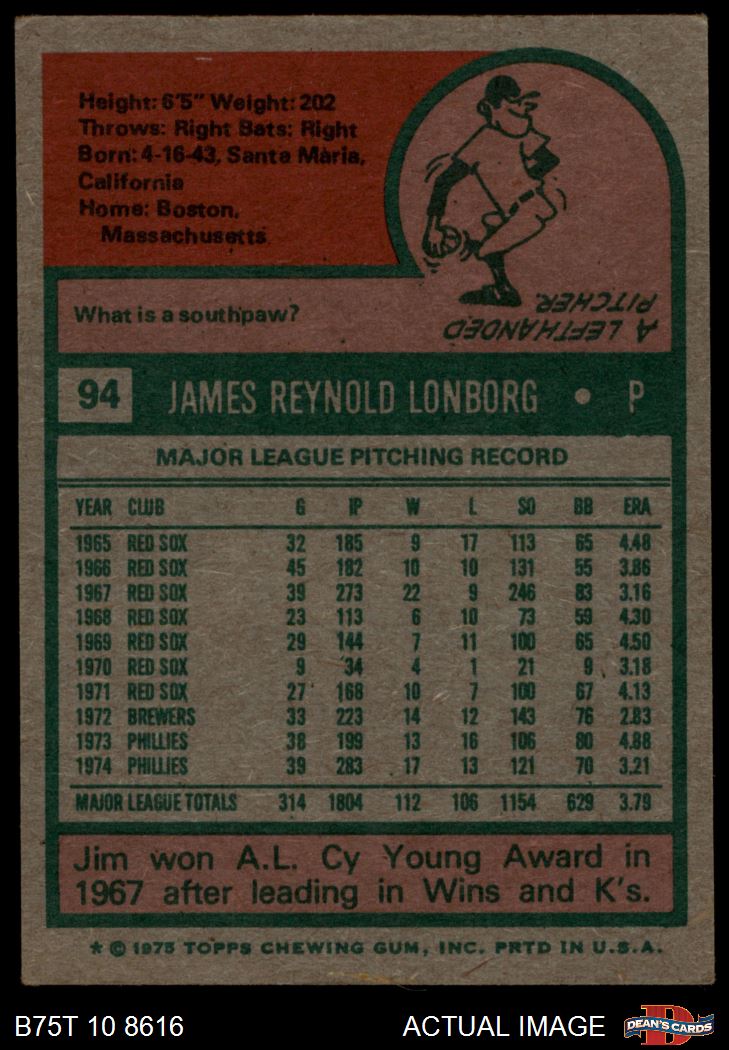 Height: 6'5" Weight: 202
Throws: Right Bats: Right
Born: 4-16-43, Santa Maria,
California
Home: Boston,
Massachusetts
What is a southpaw?
A LEFTHANDED
PITCHER.
94 JAMES REYNOLD LONBORG • P
MAJOR LEAGUE PITCHING RECORD
YEAR CLUB G IP W L SO BB ERA
1965 RED SOX 32 185 9 17 113 65 4.48
1966 RED SOX 45 182 10 10 131 55 3.86
1967 RED SOX 39 273 22 9 246 83 3.16
1968 RED SOX 23 113 6 10 73 59 4.30
1969 RED SOX 29 144 7 11 100 65 4.50
1970 RED SOX 9 34 4 1 21 9 3.18
1971 RED SOX 27 168 10 7 100 67 4.13
1972 BREWERS 33 223 14 12 143 76 2.83
1973 PHILLIES 38 199 13 16 106 80 4.88
1974 PHILLIES 39 283 17 13 121 70 3.21
MAJOR LEAGUE TOTALS 314 1804 112 106 1154 629 3.79
Jim won A.L. Cy Young Award in
1967 after leading in Wins and K's.
* © 1975 TOPPS CHEWING GUM, INC. PRTD IN U.S.A.
B75T 10 8616 ACTUAL IMAGE DEAN'S CARDS